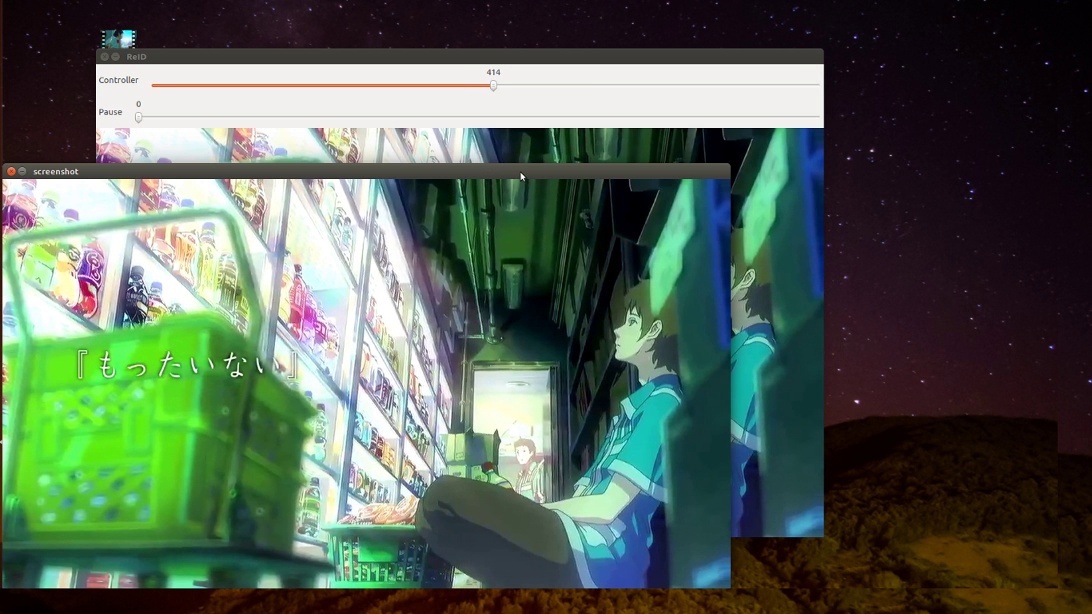 ReID
Controller
414
Pause
0
screenshot
『もったいない』